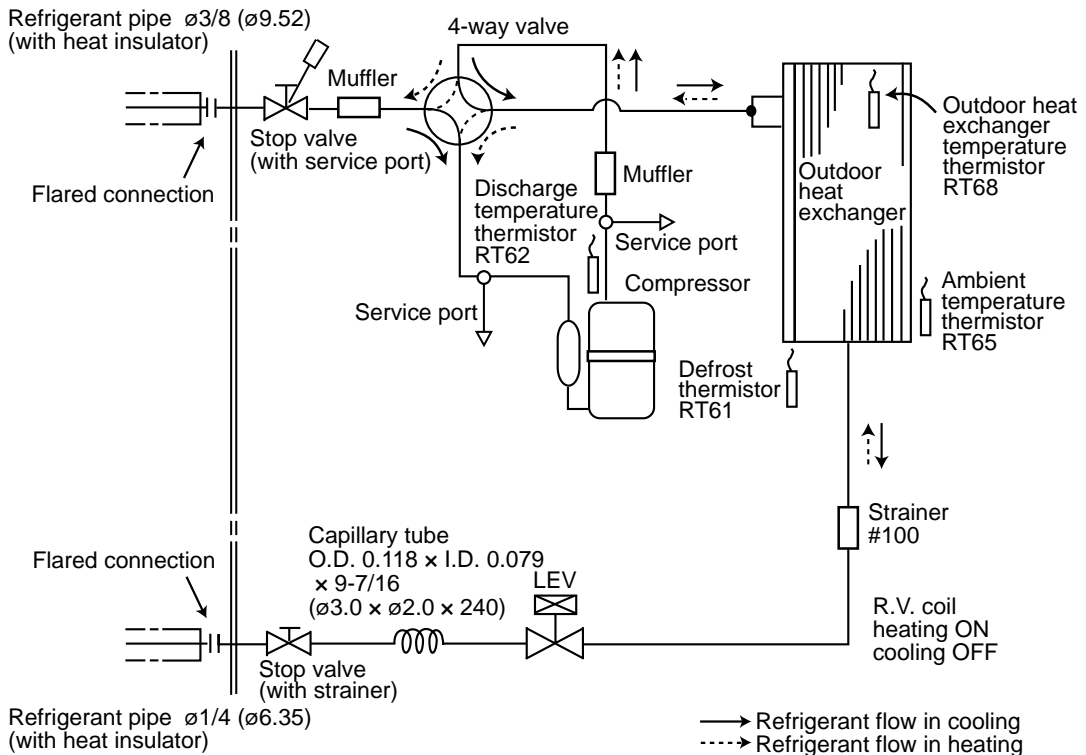 Refrigerant pipe ø3/8 (ø9.52)
(with heat insulator)
4-way valve
Muffler
Stop valve
(with service port)
Flared connection
Outdoor heat
exchanger
temperature
thermistor
RT68
Outdoor
heat
exchanger
Muffler
Discharge
temperature
thermistor
RT62
Service port
Compressor
Service port
Ambient
temperature
thermistor
RT65
Defrost
thermistor
RT61
Strainer
#100
Capillary tube
O.D. 0.118 × I.D. 0.079
× 9-7/16
(ø3.0 × ø2.0 × 240)
LEV
Flared connection
R.V. coil
heating ON
cooling OFF
Stop valve
(with strainer)
Refrigerant pipe ø1/4 (ø6.35)
(with heat insulator)
Refrigerant flow in cooling
Refrigerant flow in heating